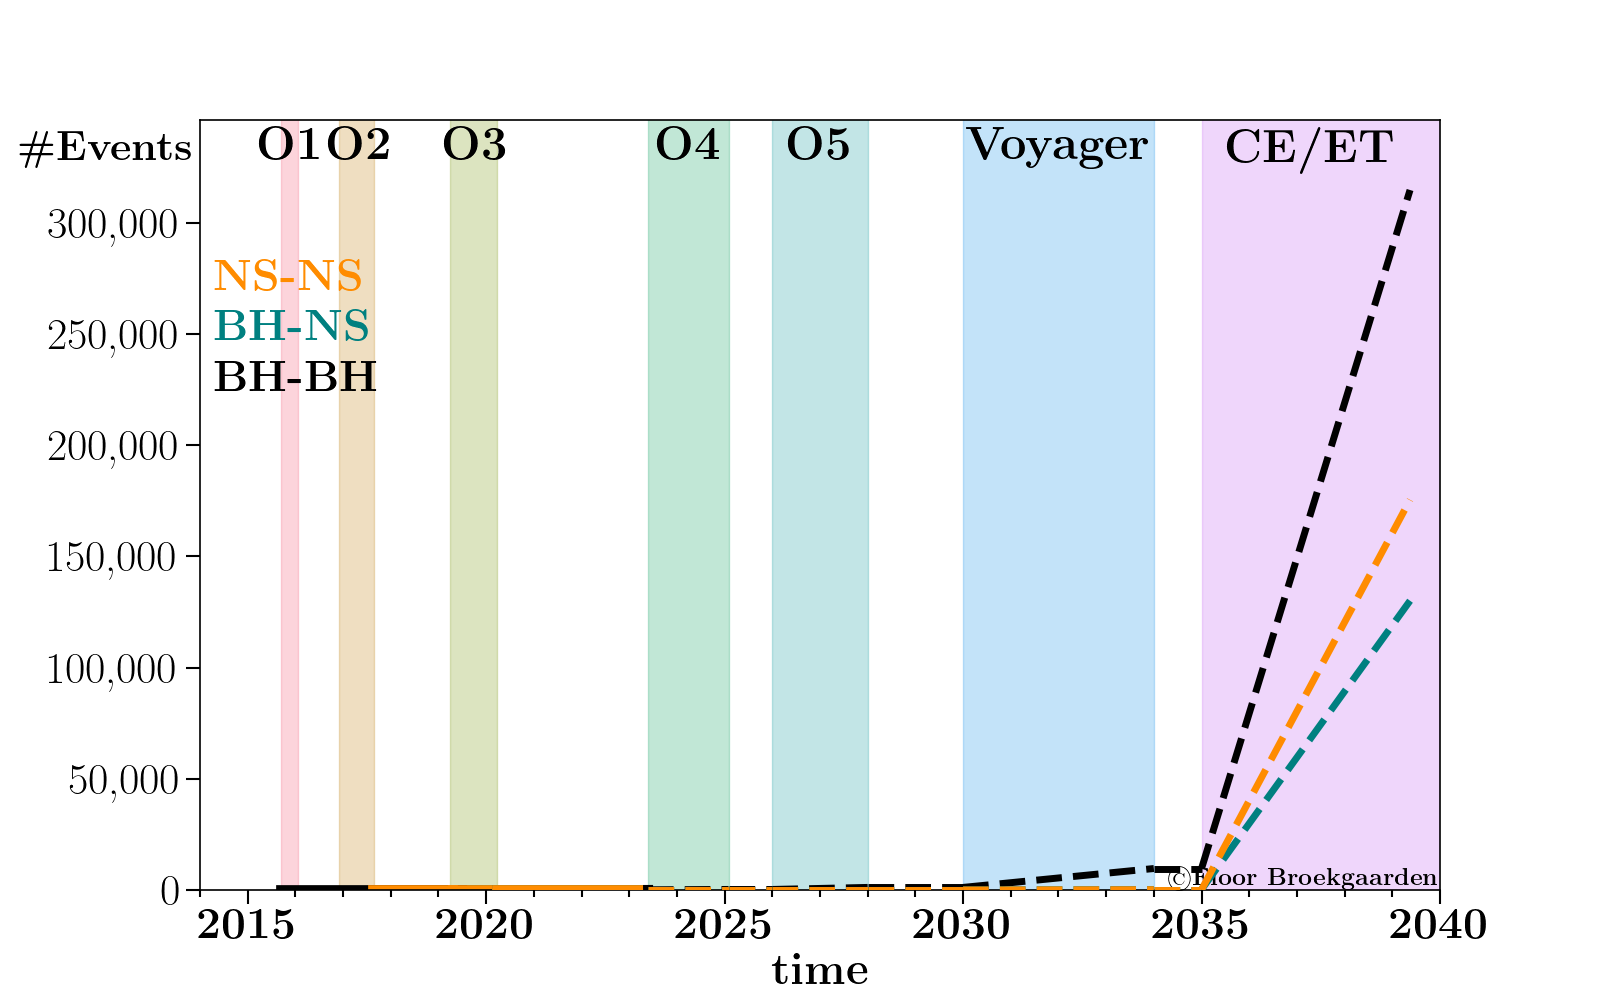 #Events
O1 O2 O3 O4 O5 Voyager CE/ET
300,000
NS-NS
250,000
BH-NS
BH-BH
200,000
150,000
100,000
50,000
0
©Floor Broekgaarden
2015 2020 2025 2030 2035 2040
time